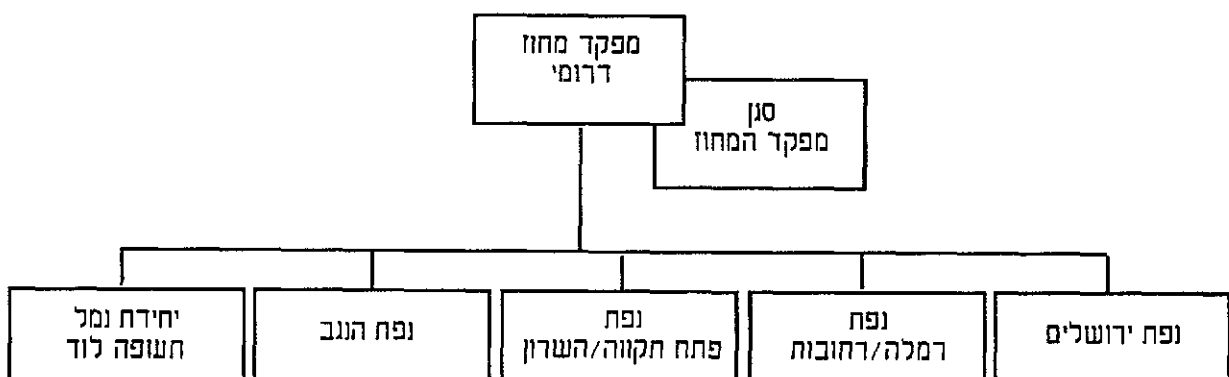 מפקד מחוז
דרומי
סגן
מפקד המחוז
נפת ירושלים
נפת
רמלה/רחובות
נפת
פתח תקווה/השרון
נפת הנגב
יחידת נמל
תעופה לוד